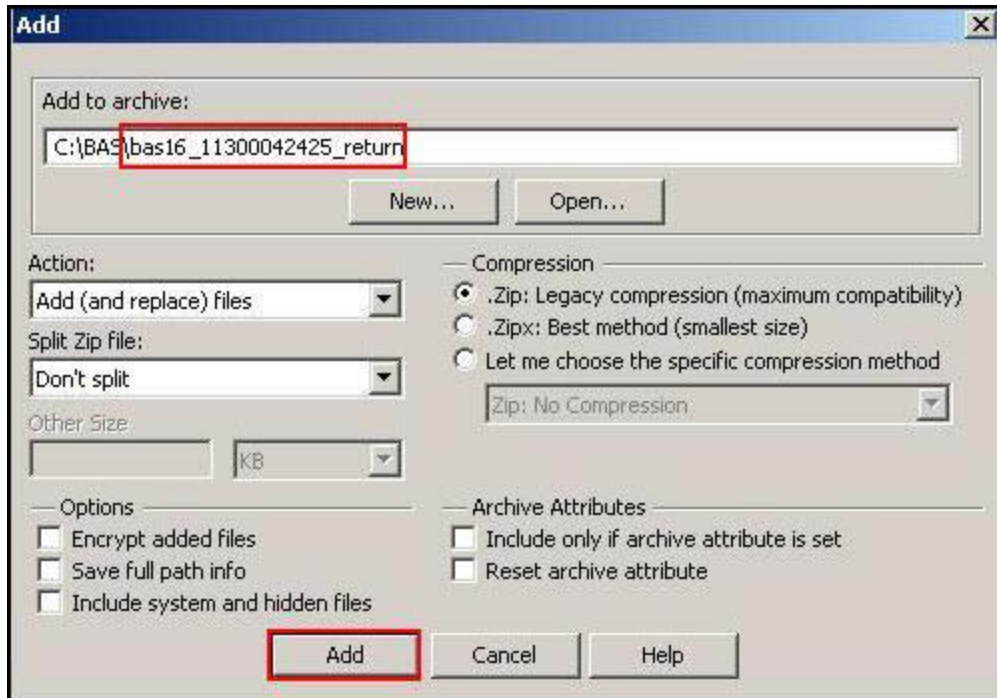 Add
Add to archive:
C:\BAS\bas16_11300042425_return
New... Open...
Action:
Add (and replace) files
Split Zip file:
Don't split
Other Size
KB
Compression
.Zip: Legacy compression (maximum compatibility)
.Zipx: Best method (smallest size)
Let me choose the specific compression method
Zip: No Compression
Options
Encrypt added files
Save full path info
Include system and hidden files
Archive Attributes
Include only if archive attribute is set
Reset archive attribute
Add Cancel Help